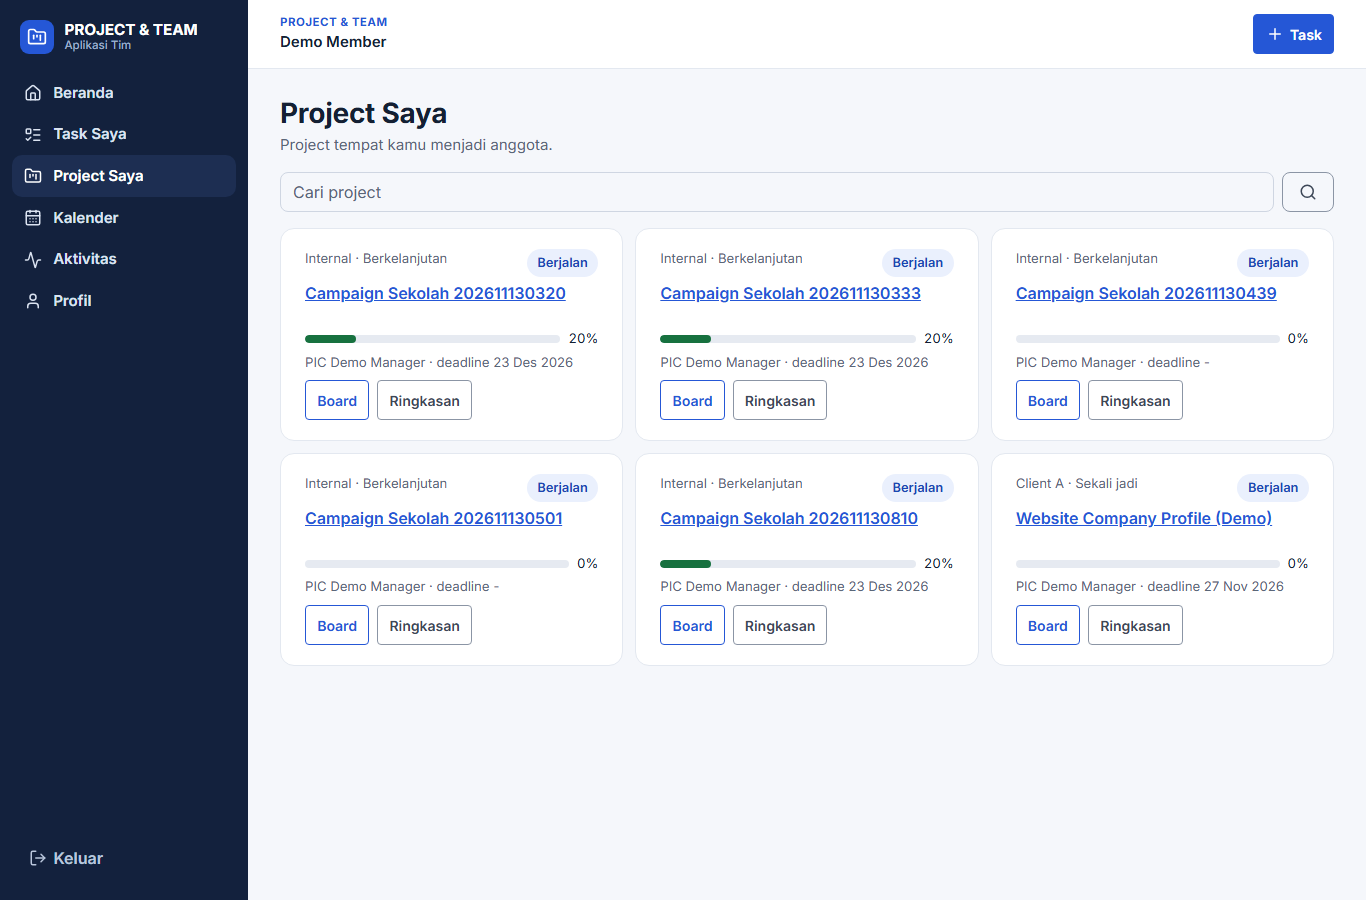 PROJECT & TEAM
Aplikasi Tim
Beranda
Task Saya
Project Saya
Kalender
Aktivitas
Profil
Keluar
PROJECT & TEAM
Demo Member
+ Task
Project Saya
Project tempat kamu menjadi anggota.
Cari project
Internal · Berkelanjutan
Berjalan
Campaign Sekolah 202611130320
20%
PIC Demo Manager · deadline 23 Des 2026
Board
Ringkasan
Internal · Berkelanjutan
Berjalan
Campaign Sekolah 202611130333
20%
PIC Demo Manager · deadline 23 Des 2026
Board
Ringkasan
Internal · Berkelanjutan
Berjalan
Campaign Sekolah 202611130439
0%
PIC Demo Manager · deadline -
Board
Ringkasan
Internal · Berkelanjutan
Berjalan
Campaign Sekolah 202611130501
0%
PIC Demo Manager · deadline -
Board
Ringkasan
Internal · Berkelanjutan
Berjalan
Campaign Sekolah 202611130810
20%
PIC Demo Manager · deadline 23 Des 2026
Board
Ringkasan
Client A · Sekali jadi
Berjalan
Website Company Profile (Demo)
0%
PIC Demo Manager · deadline 27 Nov 2026
Board
Ringkasan